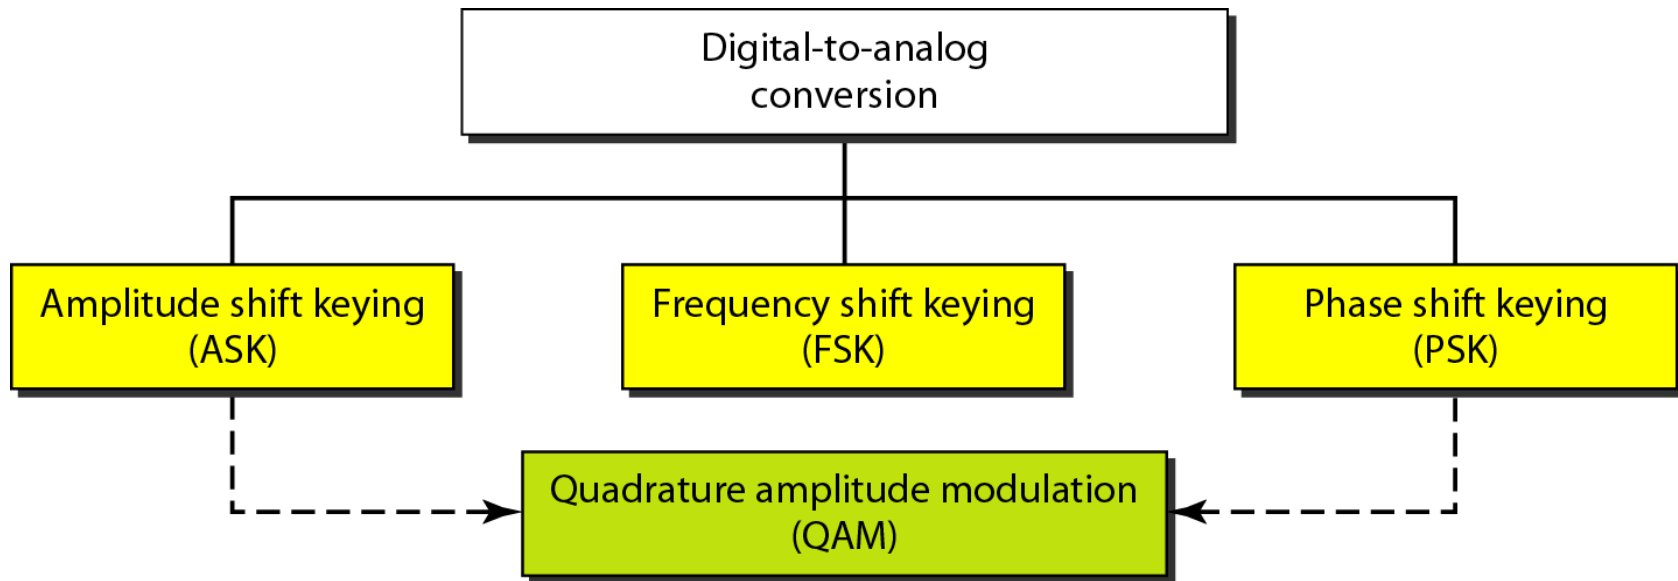 Digital-to-analog
conversion
Amplitude shift keying
(ASK)
Frequency shift keying
(FSK)
Phase shift keying
(PSK)
Quadrature amplitude modulation
(QAM)